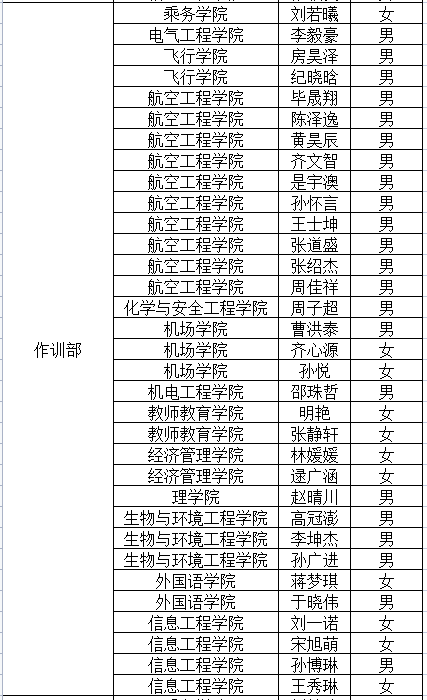 乘务学院 刘若曦 女
电气工程学院 李毅豪 男
飞行学院 房昊泽 男
飞行学院 纪晓晗 男
航空工程学院 毕晟翔 男
航空工程学院 陈泽逸 男
航空工程学院 黄昊辰 男
航空工程学院 齐文智 男
航空工程学院 是宇澳 男
航空工程学院 孙怀言 男
航空工程学院 王士坤 男
航空工程学院 张道盛 男
航空工程学院 张绍杰 男
航空工程学院 周佳祥 男
化学与安全工程学院 周子超 男
机场学院 曹洪泰 男
作训部 机场学院 齐心源 女
机场学院 孙悦 女
机电工程学院 邵珠哲 男
教师教育学院 明艳 女
教师教育学院 张静轩 女
经济管理学院 林媛媛 女
经济管理学院 逯广涵 女
理学院 赵晴川 男
生物与环境工程学院 高冠澎 男
生物与环境工程学院 李坤杰 男
生物与环境工程学院 孙广进 男
外国语学院 蒋梦琪 女
外国语学院 于晓伟 男
信息工程学院 刘一诺 女
信息工程学院 宋旭萌 女
信息工程学院 孙博琳 男
信息工程学院 王秀琳 女